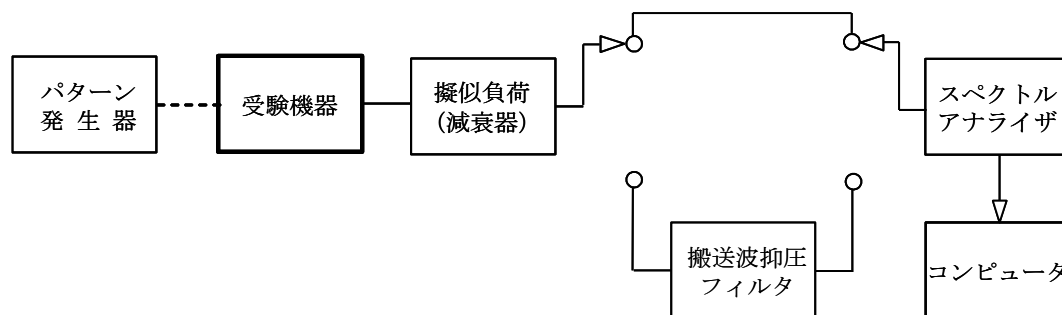 パターン
発 生 器
受験機器
擬似負荷
(減衰器)
スペクトル
アナライザ
搬送波抑圧
フィルタ
コンピュータ